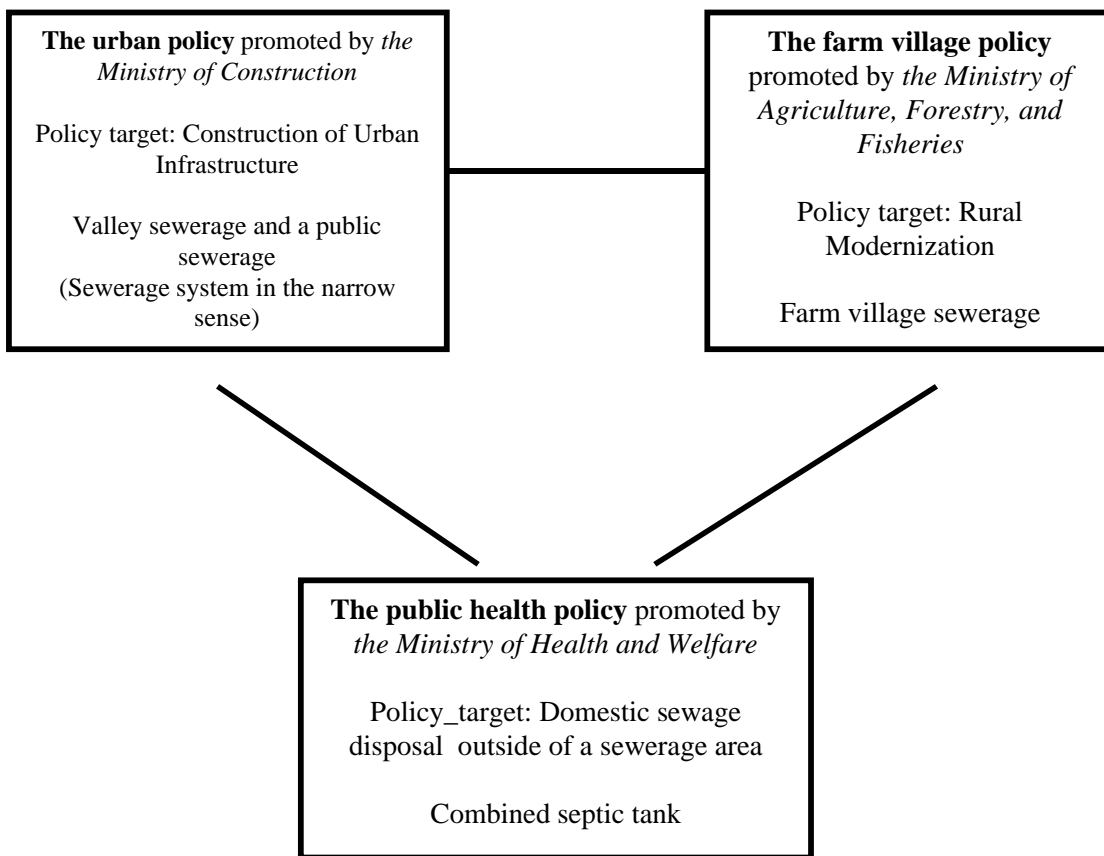 The urban policy promoted by the
Ministry of Construction
Policy target: Construction of Urban
Infrastructure
Valley sewerage and a public
sewerage
(Sewerage system in the narrow
sense)
The farm village policy
promoted by the Ministry of
Agriculture, Forestry, and
Fisheries
Policy target: Rural
Modernization
Farm village sewerage
The public health policy promoted by
the Ministry of Health and Welfare
Policy_target: Domestic sewage
disposal outside of a sewerage area
Combined septic tank